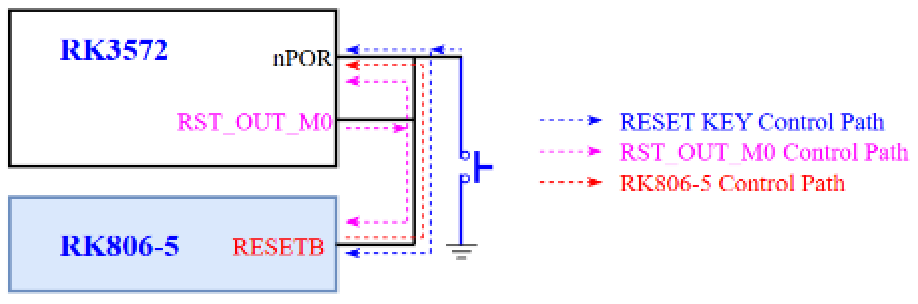 RK3572
nPOR
RST_OUT_M0
RK806-5
RESETB
RESET KEY Control Path
RST_OUT_M0 Control Path
RK806-5 Control Path